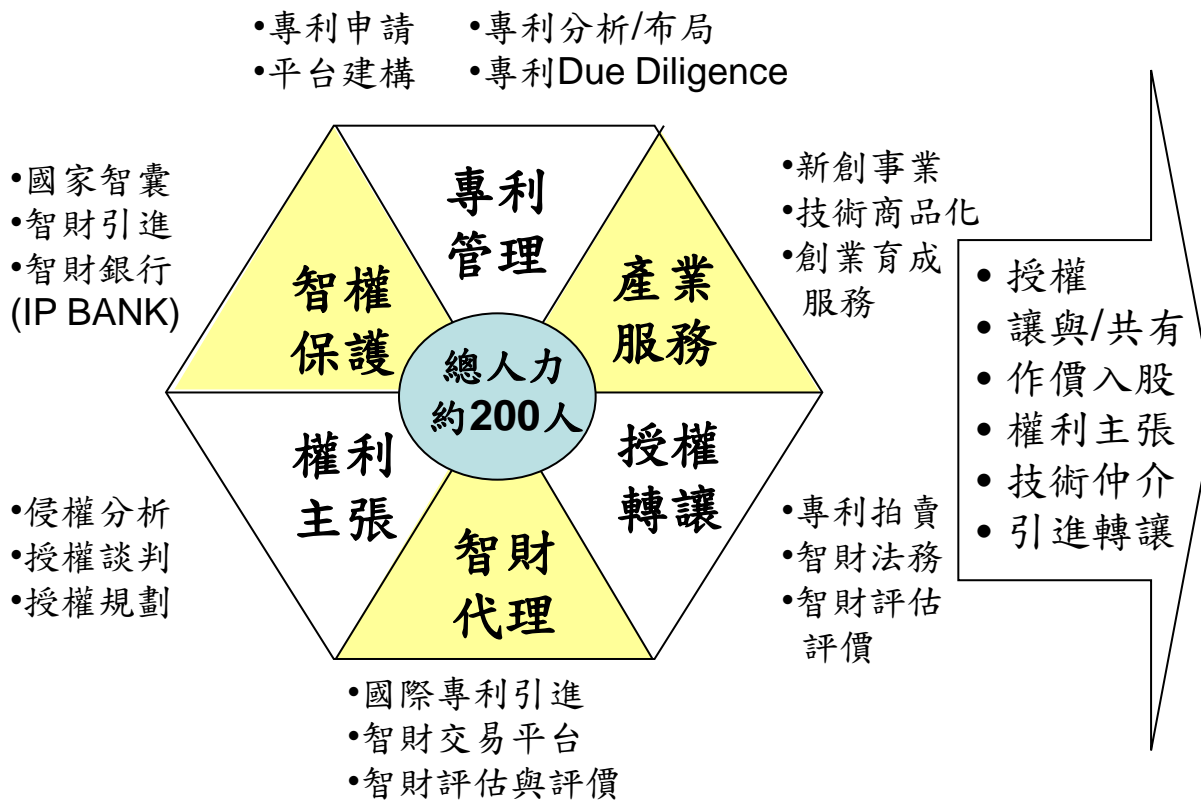 •專利申請
•平台建構
•專利分析/布局
•專利Due Diligence
•國家智囊
•智財引進
•智財銀行
(IP BANK)
專利
管理
•新創事業
•技術商品化
•創業育成
服務
智權
保護
產業
服務
總人力
約200人
權利
主張
授權
轉讓
智財
代理
•侵權分析
•授權談判
•授權規劃
•專利拍賣
•智財法務
•智財評估
評價
•國際專利引進
•智財交易平台
•智財評估與評價
• 授權
• 讓與/共有
• 作價入股
• 權利主張
• 技術仲介
• 引進轉讓